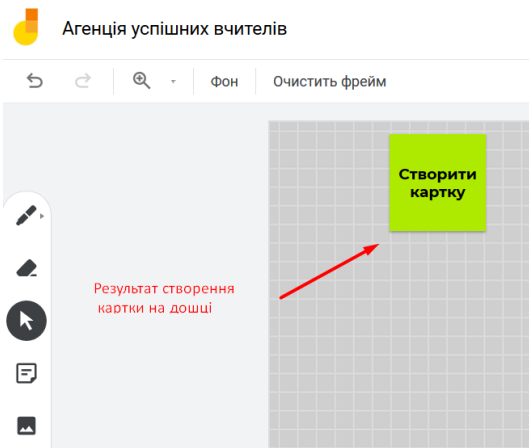 Агенція успішних вчителів
Фон
Очистить фрейм
Створити
картку
Результат створення
картки на дошці